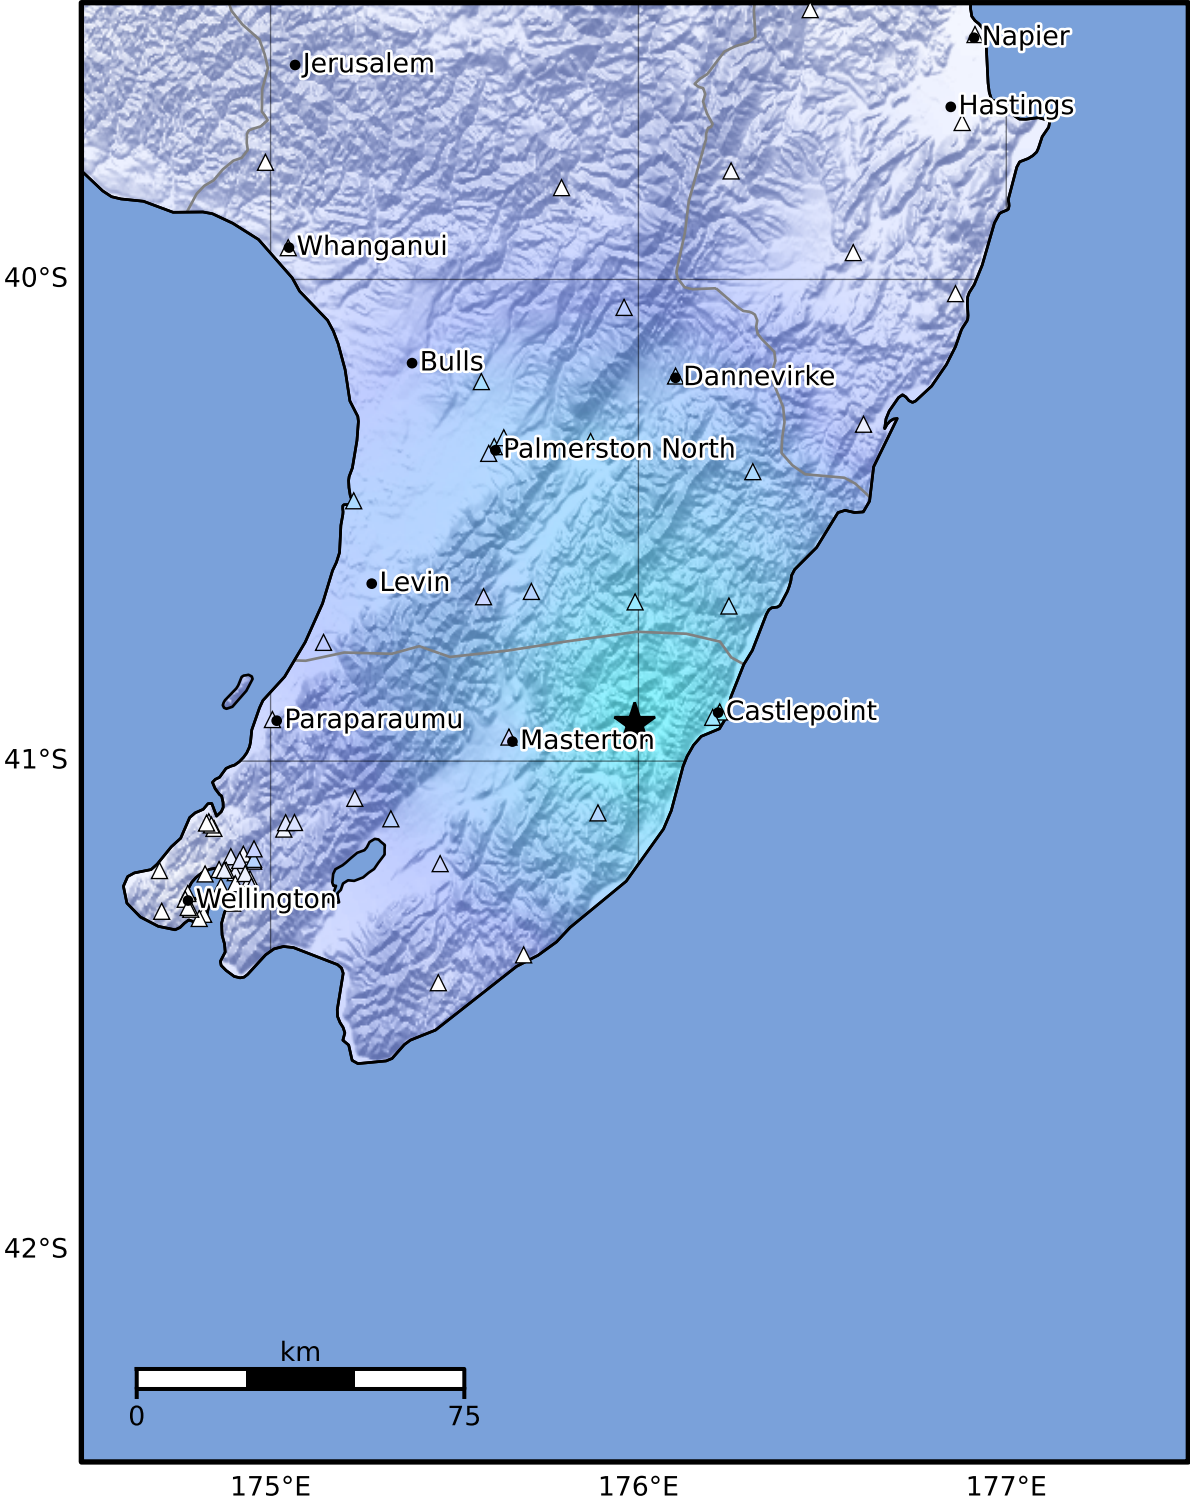 Napier
Jerusalem
Hastings
Whanganui
40°S
Bulls
Dannevirke
Palmerston North
Levin
Castlepoint
Paraparaumu
Masterton
41°S
Wellington
42°S
km
0 75
175°E 176°E 177°E